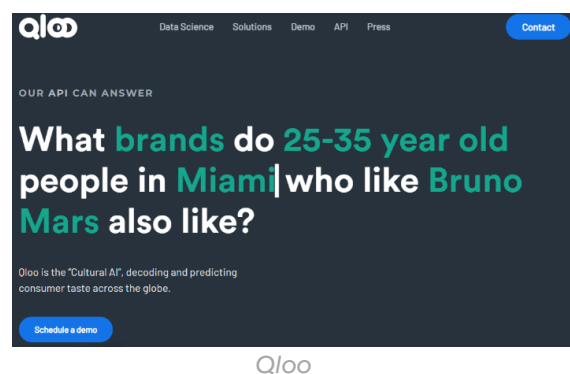 qloo
Data Science Solutions Demo API Press Contact
OUR API CAN ANSWER
What brands do 25-35 year old
people in Miami who like Bruno
Mars also like?
Qloo is the "Cultural AI", decoding and predicting
consumer taste across the globe.
Schedule a demo
Qloo